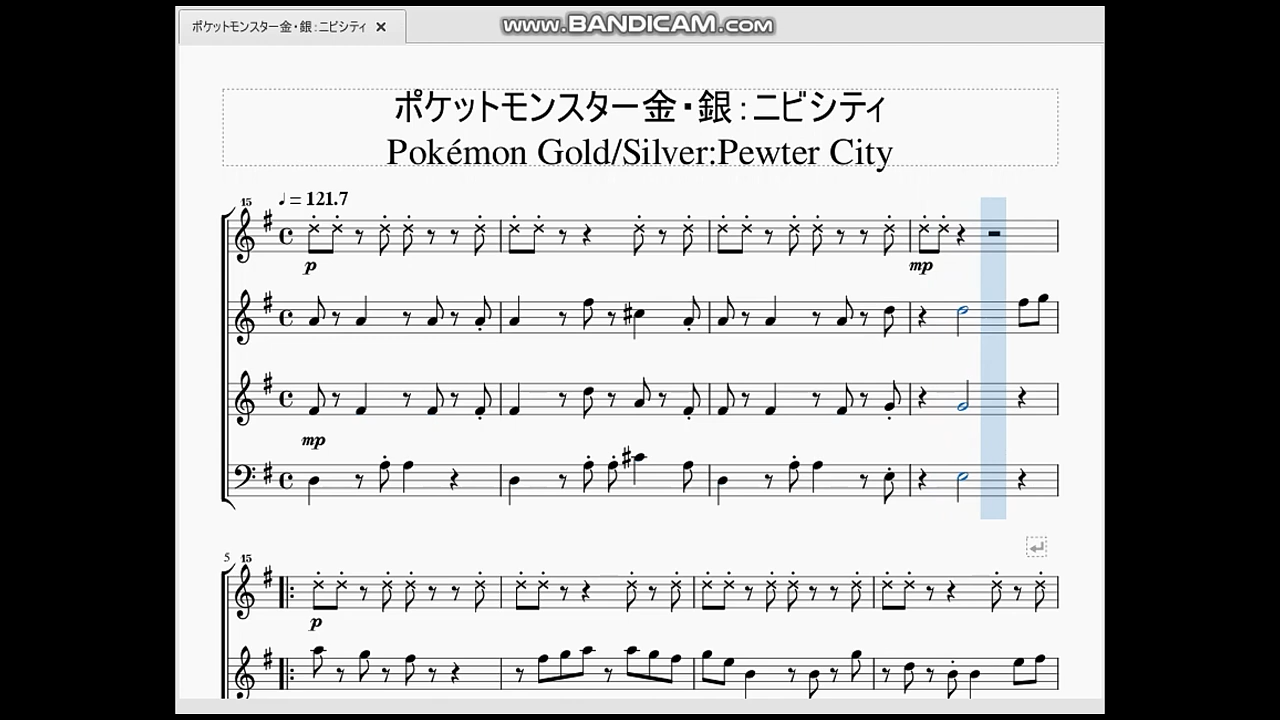 ポケットモンスター金・銀:ニビシティ ×
www.BANDICAM.com
ポケットモンスター金・銀:ニビシティ
Pokémon Gold/Silver:Pewter City
♩= 121.7
15
p
mp
mp
5
15
p